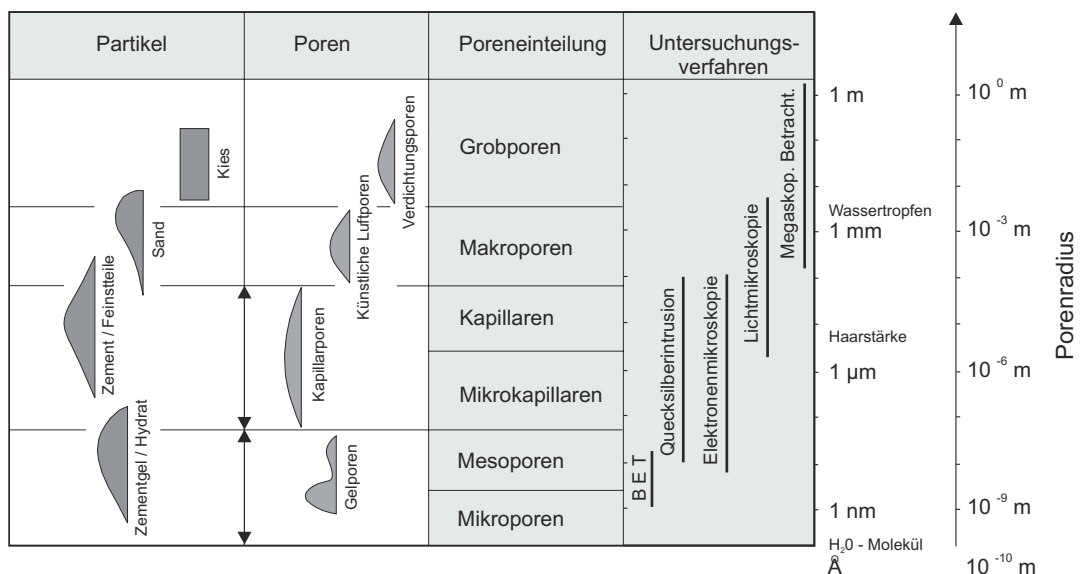 Partikel
Poren
Poreneinteilung
Untersuchungs-
verfahren
Kies
Sand
Zement / Feinstteile
Zementgel / Hydrat
Verdichtungsporen
Künstliche Luftporen
Kapillarporen
Gelporen
Grobporen
Makroporen
Kapillaren
Mikrokapillaren
Mesoporen
Mikroporen
B E T
Quecksilberintrusion
Elektronenmikroskopie
Lichtmikroskopie
Megaskop. Betracht.
1 m
Wassertropfen
1 mm
Haarstärke
1 µm
1 nm
H₂0 - Molekül
Å
10⁰ m
10⁻³ m
10⁻⁶ m
10⁻⁹ m
10⁻¹⁰ m
Porenradius